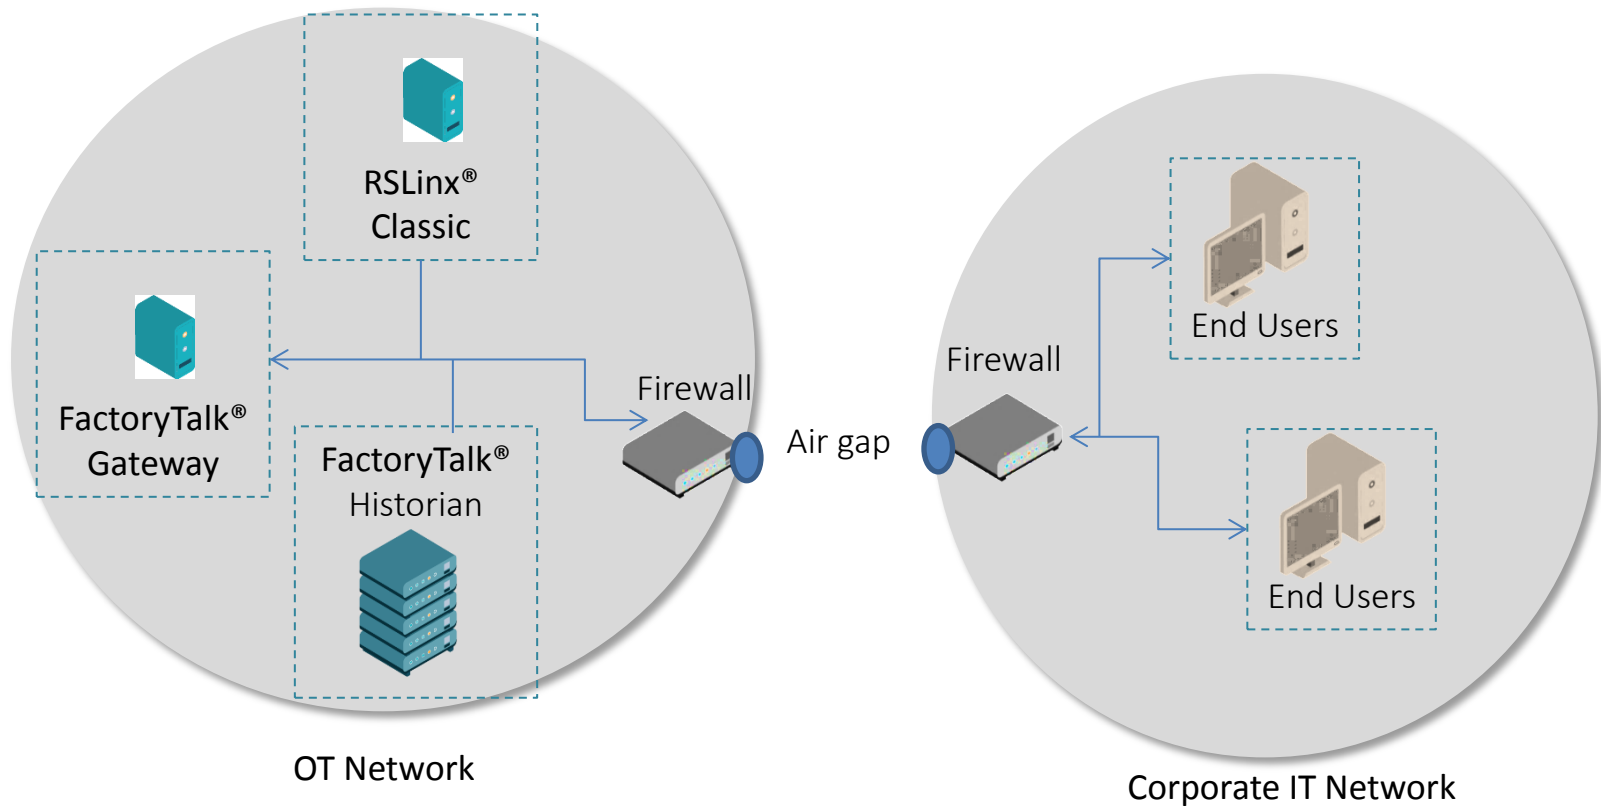 RSLinx®
Classic
FactoryTalk®
Gateway
FactoryTalk®
Historian
Firewall
Air gap
Firewall
End Users
End Users
OT Network
Corporate IT Network